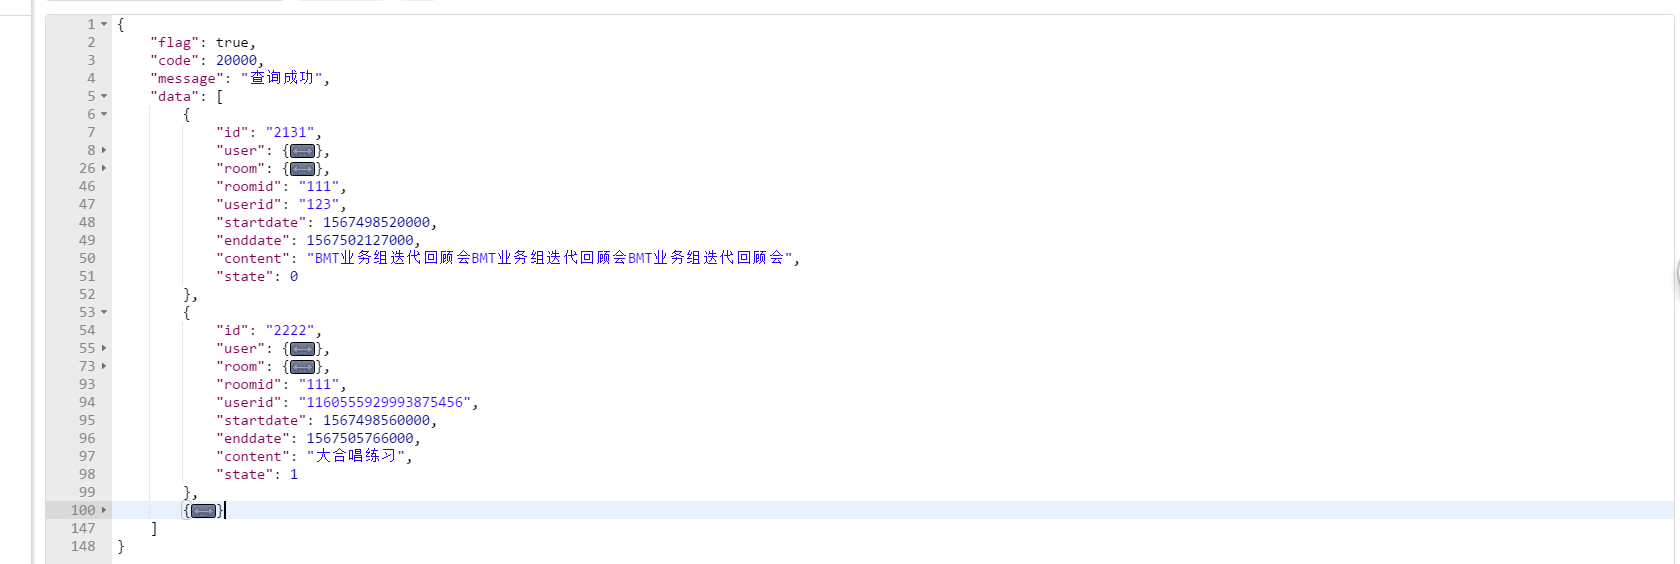 1 {
2 "flag": true,
3 "code": 20000,
4 "message": "查询成功",
5 "data": [
6 {
7 "id": "2131",
8 "user": {},
26 "room": {},
46 "roomid": "111",
47 "userid": "123",
48 "startdate": 1567498520000,
49 "enddate": 1567502127000,
50 "content": "BMT业务组迭代回顾会BMT业务组迭代回顾会BMT业务组迭代回顾会",
51 "state": 0
52 },
53 {
54 "id": "2222",
55 "user": {},
73 "room": {},
93 "roomid": "111",
94 "userid": "1160555929993875456",
95 "startdate": 1567498560000,
96 "enddate": 1567505766000,
97 "content": "大合唱练习",
98 "state": 1
99 },
100 {}
147 ]
148 }